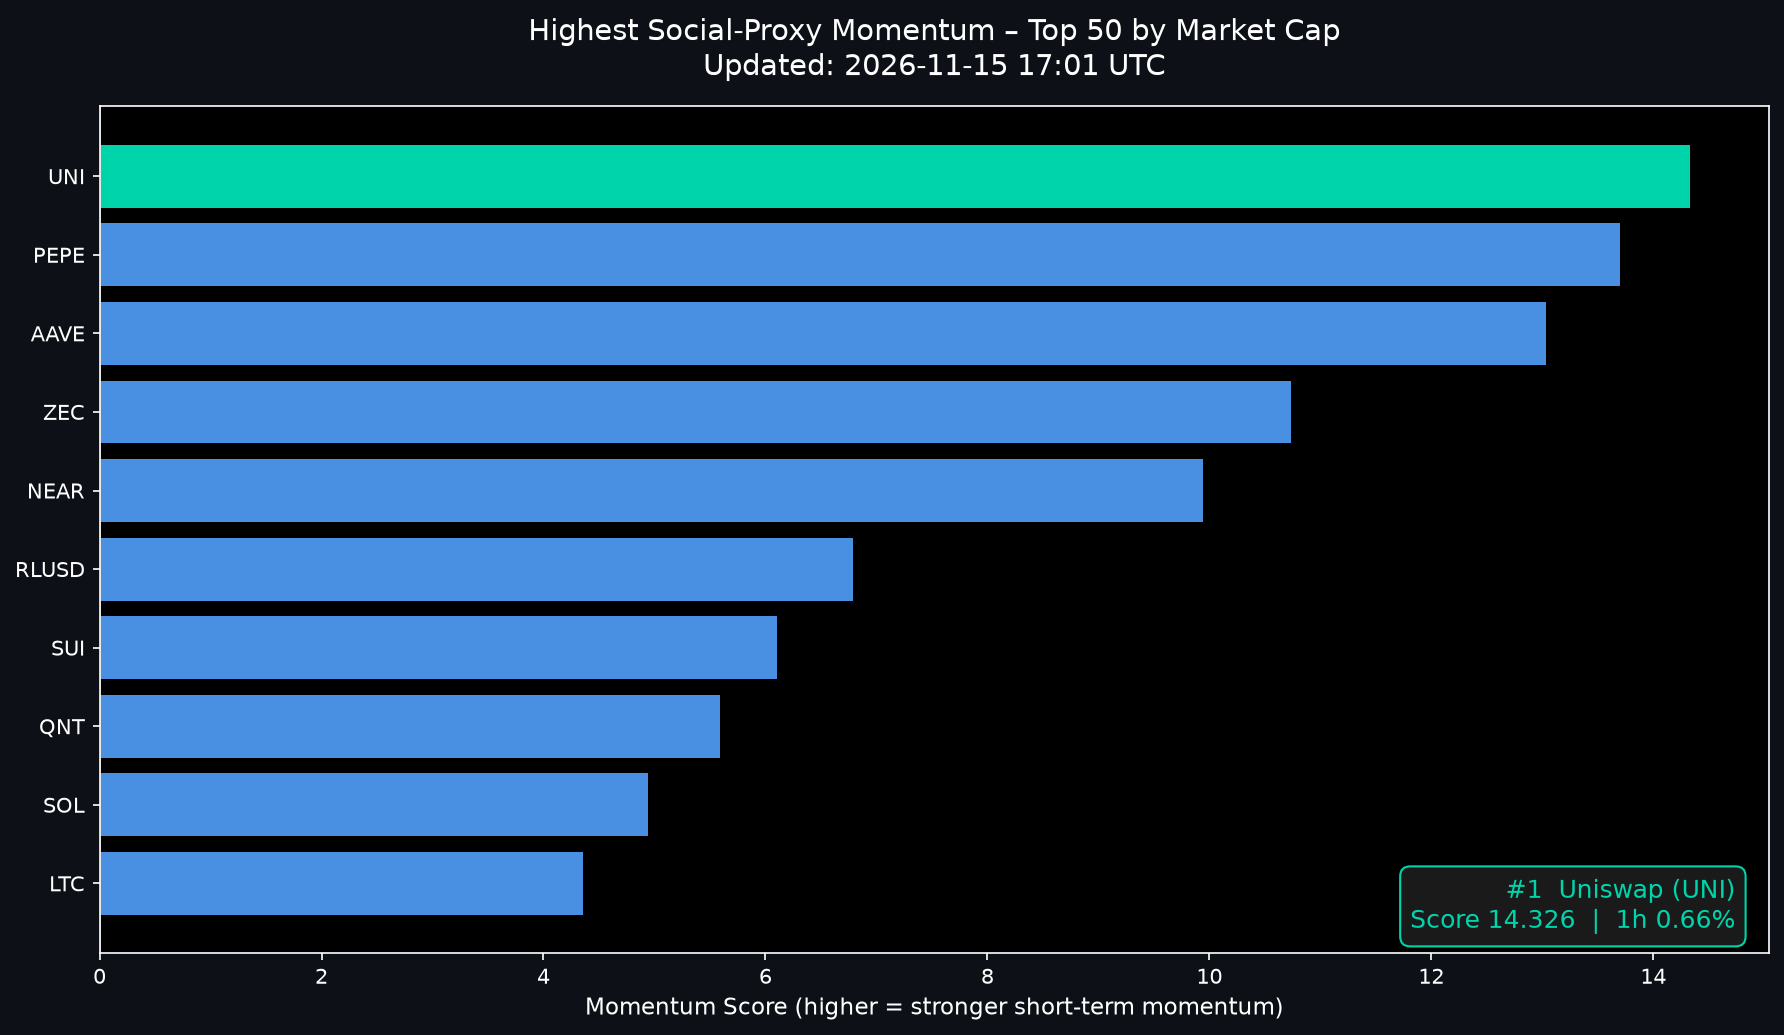 Highest Social-Proxy Momentum – Top 50 by Market Cap
Updated: 2026-11-15 17:01 UTC
UNI
PEPE
AAVE
ZEC
NEAR
RLUSD
SUI
QNT
SOL
LTC
#1  Uniswap (UNI)
Score 14.326  |  1h 0.66%
0 2 4 6 8 10 12 14
Momentum Score (higher = stronger short-term momentum)